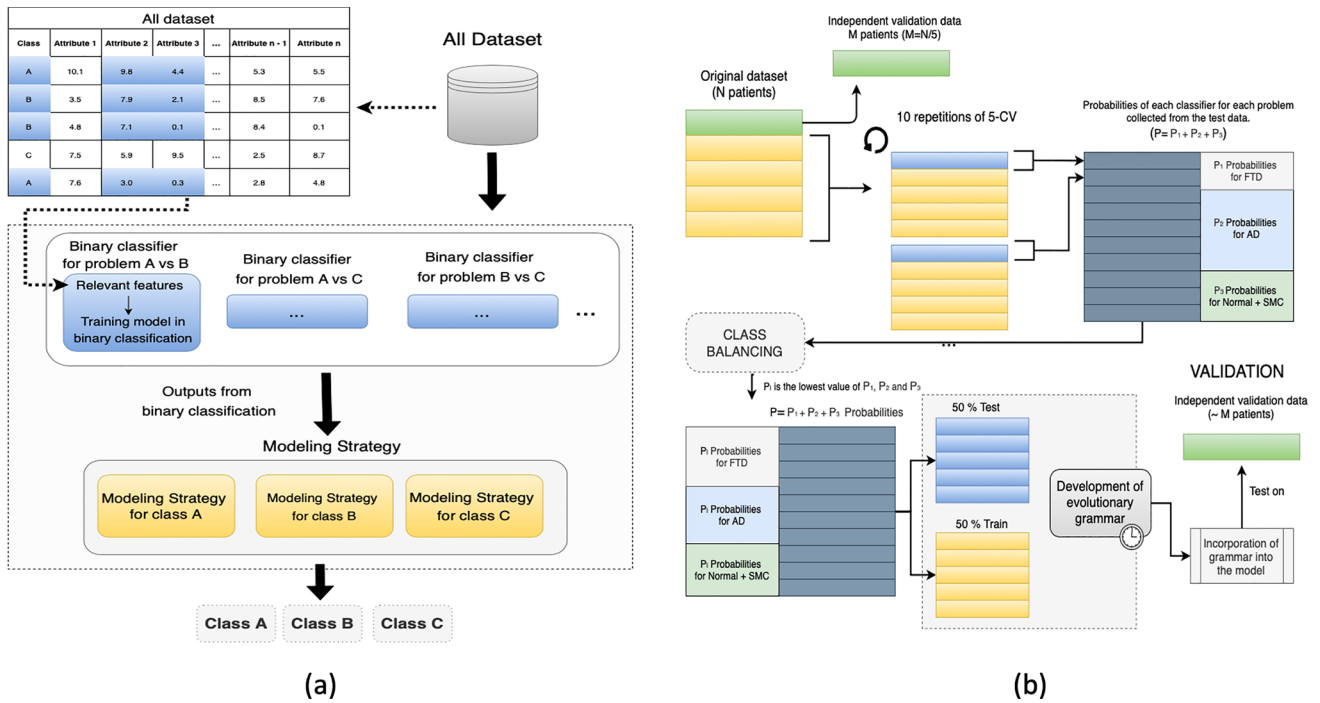 All dataset
Class Attribute 1 Attribute 2 Attribute 3 ... Attribute n - 1 Attribute n
A 10.1 9.8 4.4 ... 5.3 5.5
B 3.5 7.9 2.1 ... 8.5 7.6
B 4.8 7.1 0.1 ... 8.4 0.1
C 7.5 5.9 9.5 ... 2.5 8.7
A 7.6 3.0 0.3 ... 2.8 4.8
All Dataset
Binary classifier
for problem A vs B
Relevant features
Training model in
binary classification
Binary classifier
for problem A vs C
...
Binary classifier
for problem B vs C
...
...
Outputs from
binary classification
Modeling Strategy
Modeling Strategy
for class A
Modeling Strategy
for class B
Modeling Strategy
for class C
Class A
Class B
Class C
(a)
Independent validation data
M patients (M=N/5)
Original dataset
(N patients)
10 repetitions of 5-CV
Probabilities of each classifier for each problem
collected from the test data.
(P= P1 + P2 + P3)
P1 Probabilities
for FTD
P2 Probabilities
for AD
P3 Probabilities
for Normal + SMC
...
CLASS
BALANCING
Pi is the lowest value of P1, P2 and P3
P= P1 + P2 + P3 Probabilities
Pi Probabilities
for FTD
Pi Probabilities
for AD
Pi Probabilities
for Normal + SMC
50 % Test
50 % Train
Development of
evolutionary
grammar
VALIDATION
Independent validation data
(~ M patients)
Test on
Incorporation of
grammar into
the model
(b)